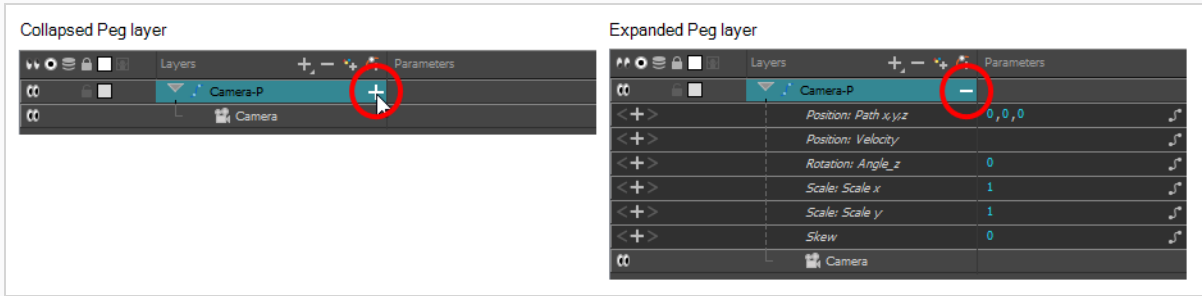 Collapsed Peg layer
Layers Parameters
Camera-P
Camera
Expanded Peg layer
Layers Parameters
Camera-P
Position: Path x,y,z 0,0,0
Position: Velocity
Rotation: Angle_z 0
Scale: Scale x 1
Scale: Scale y 1
Skew 0
Camera